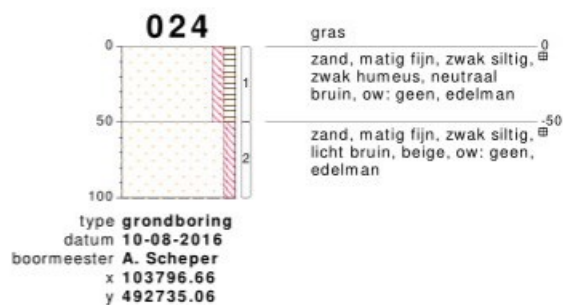 024
gras
0
0
zand, matig fijn, zwak siltig,
zwak humeus, neutraal
bruin, ow: geen, edelman
1
50
-50
zand, matig fijn, zwak siltig,
licht bruin, beige, ow: geen,
edelman
2
100
type grondboring
datum 10-08-2016
boormeester A. Scheper
x 103796.66
y 492735.06